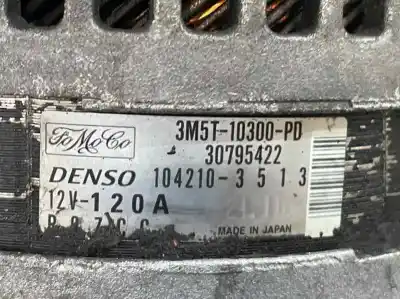 FoMoCo
3M5T-10300-PD
30795422
DENSO 104210-3513
12V-120A
MADE IN JAPAN